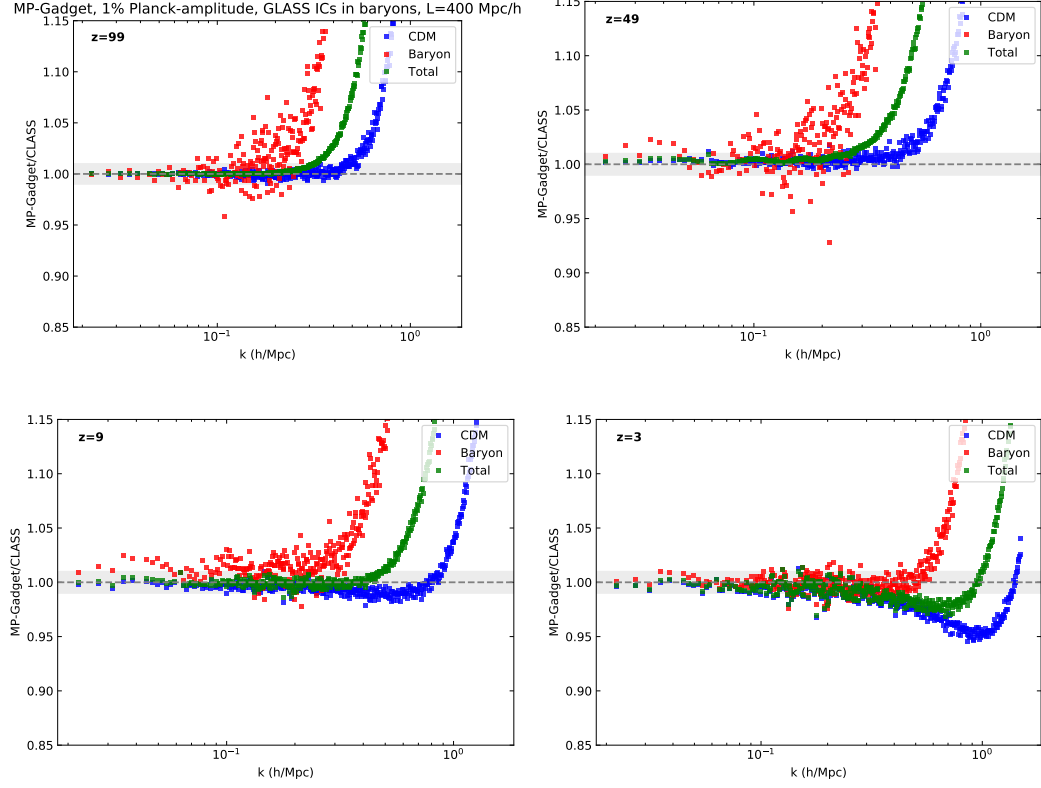 MP-Gadget, 1% Planck-amplitude, GLASS ICs in baryons, L=400 Mpc/h
1.15
1.10
1.05
1.00
0.95
0.90
0.85
MP-Gadget/CLASS
z=99
CDM
Baryon
Total
10⁻¹
10⁰
k (h/Mpc)
1.15
1.10
1.05
1.00
0.95
0.90
0.85
MP-Gadget/CLASS
z=49
CDM
Baryon
Total
10⁻¹
10⁰
k (h/Mpc)
1.15
1.10
1.05
1.00
0.95
0.90
0.85
MP-Gadget/CLASS
z=9
CDM
Baryon
Total
10⁻¹
10⁰
k (h/Mpc)
1.15
1.10
1.05
1.00
0.95
0.90
0.85
MP-Gadget/CLASS
z=3
CDM
Baryon
Total
10⁻¹
10⁰
k (h/Mpc)